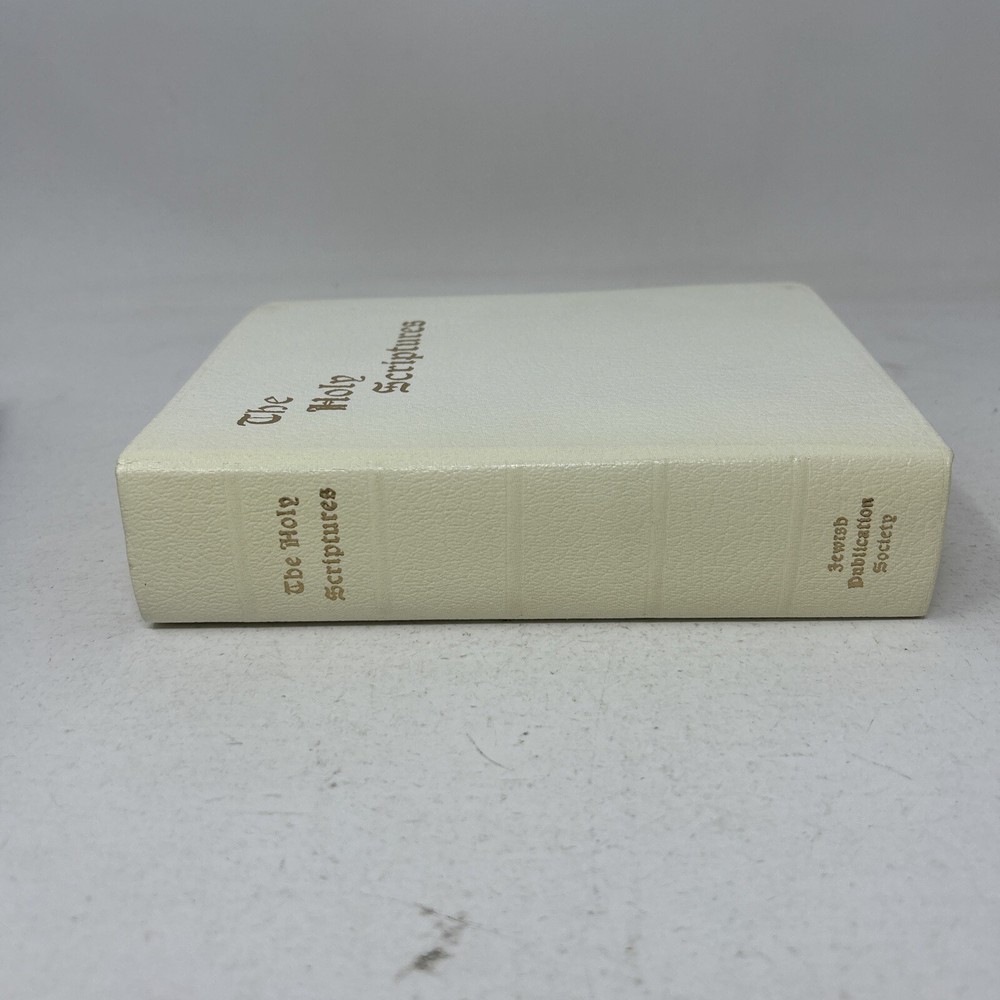 The
Holy
Scriptures
The Holy
Scriptures
Jewish
Publication
Society